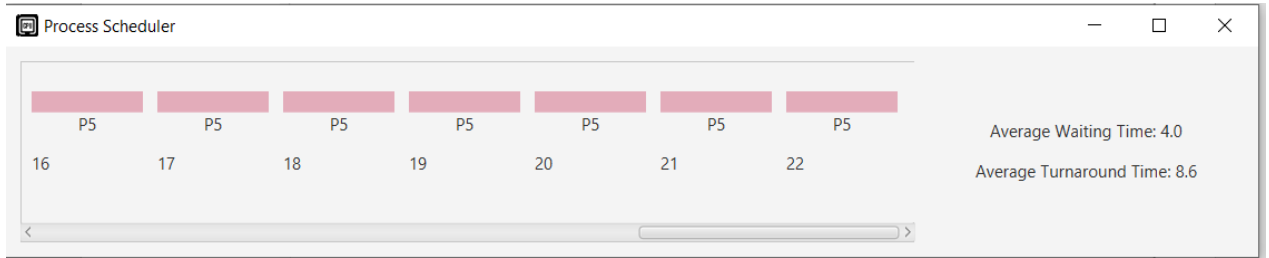 Process Scheduler
P5 P5 P5 P5 P5 P5 P5
16 17 18 19 20 21 22
Average Waiting Time: 4.0
Average Turnaround Time: 8.6